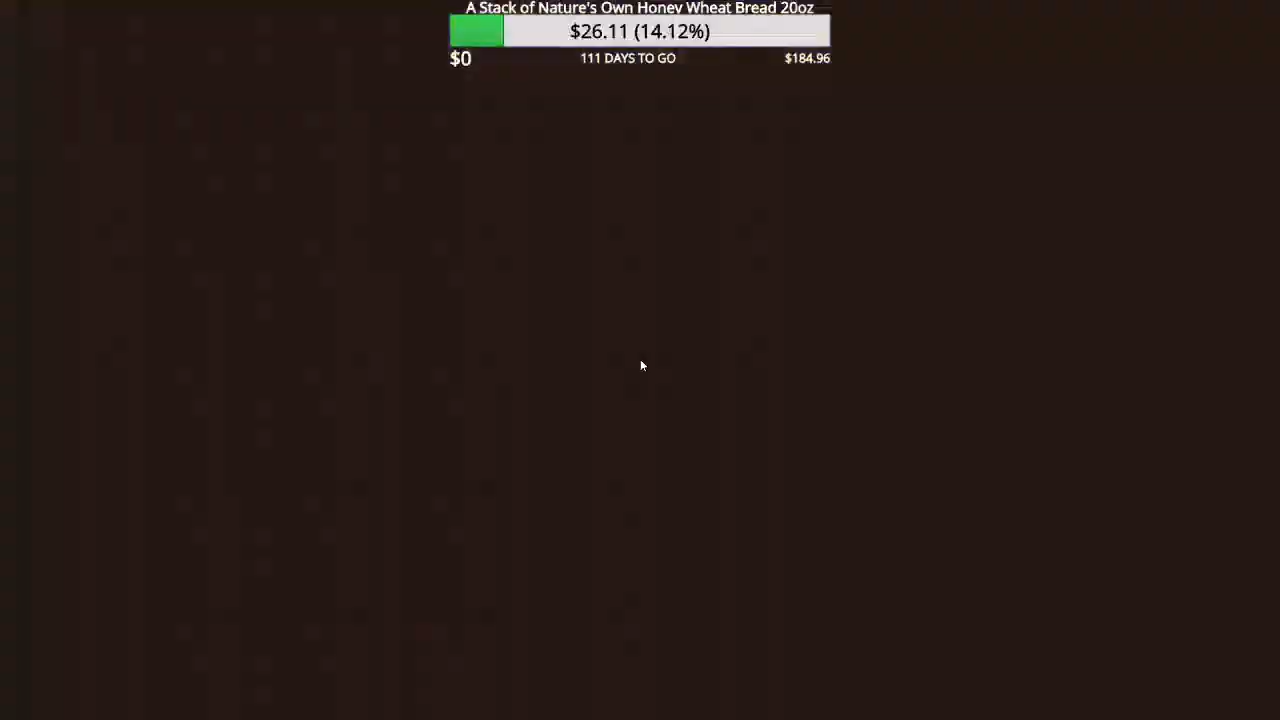 A Stack of Nature's Own Honey Wheat Bread 20oz
$26.11 (14.12%)
$0 111 DAYS TO GO $184.96